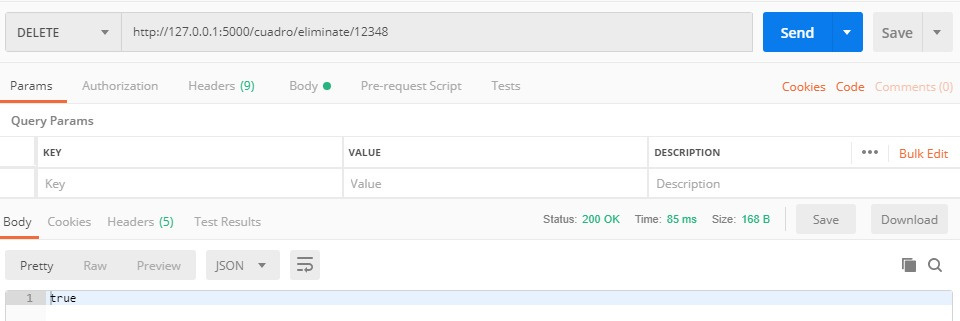 DELETE http://127.0.0.1:5000/cuadro/eliminate/12348 Send Save
Params Authorization Headers (9) Body Pre-request Script Tests Cookies Code Comments (0)
Query Params
KEY VALUE DESCRIPTION ••• Bulk Edit
Key Value Description
Body Cookies Headers (5) Test Results Status: 200 OK Time: 85 ms Size: 168 B Save Download
Pretty Raw Preview JSON
1 true